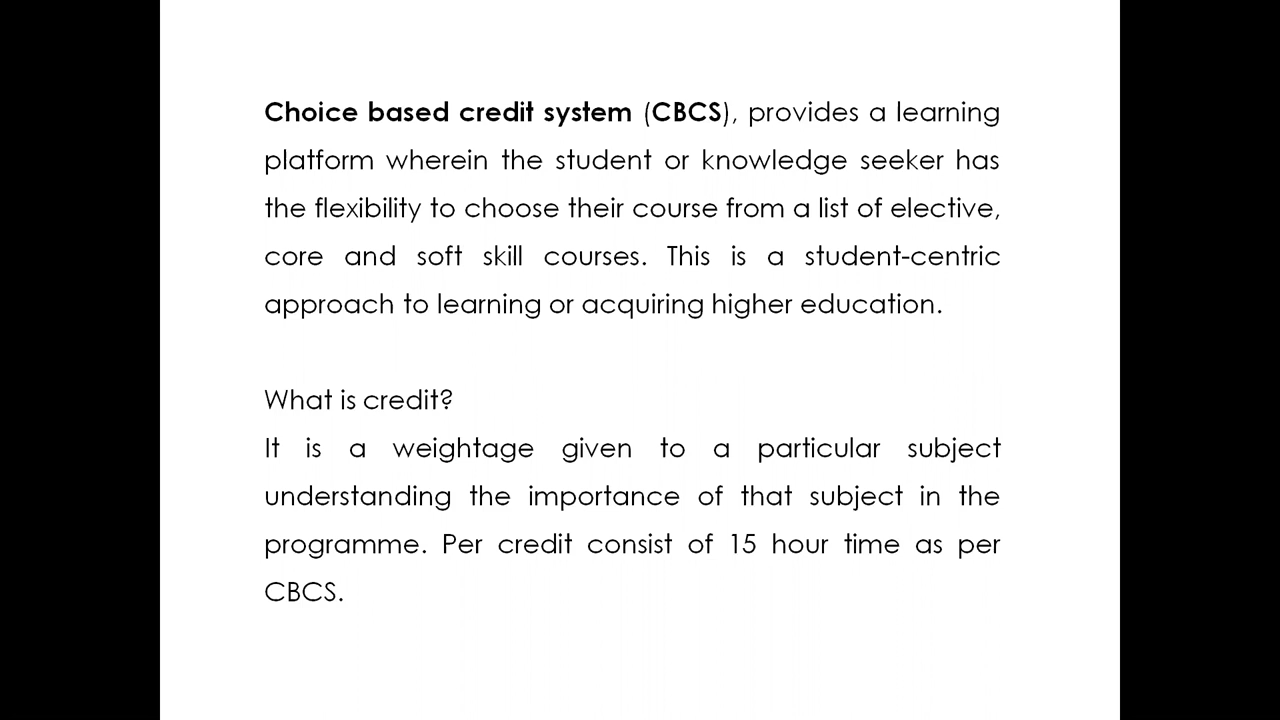 Choice based credit system (CBCS), provides a learning
platform wherein the student or knowledge seeker has
the flexibility to choose their course from a list of elective,
core and soft skill courses. This is a student-centric
approach to learning or acquiring higher education.
What is credit?
It is a weightage given to a particular subject
understanding the importance of that subject in the
programme. Per credit consist of 15 hour time as per
CBCS.